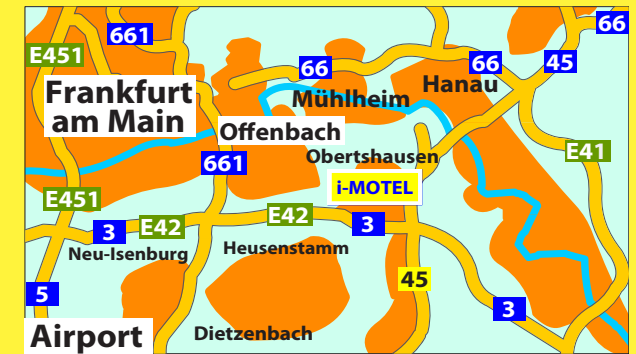 661
66
E451
66
66
45
Frankfurt
am Main
Hanau
Mühlheim
Offenbach
Obertshausen
E41
661
i-MOTEL
E451
E42
E42
3
3
Neu-Isenburg
Heusenstamm
45
5
3
Airport
Dietzenbach